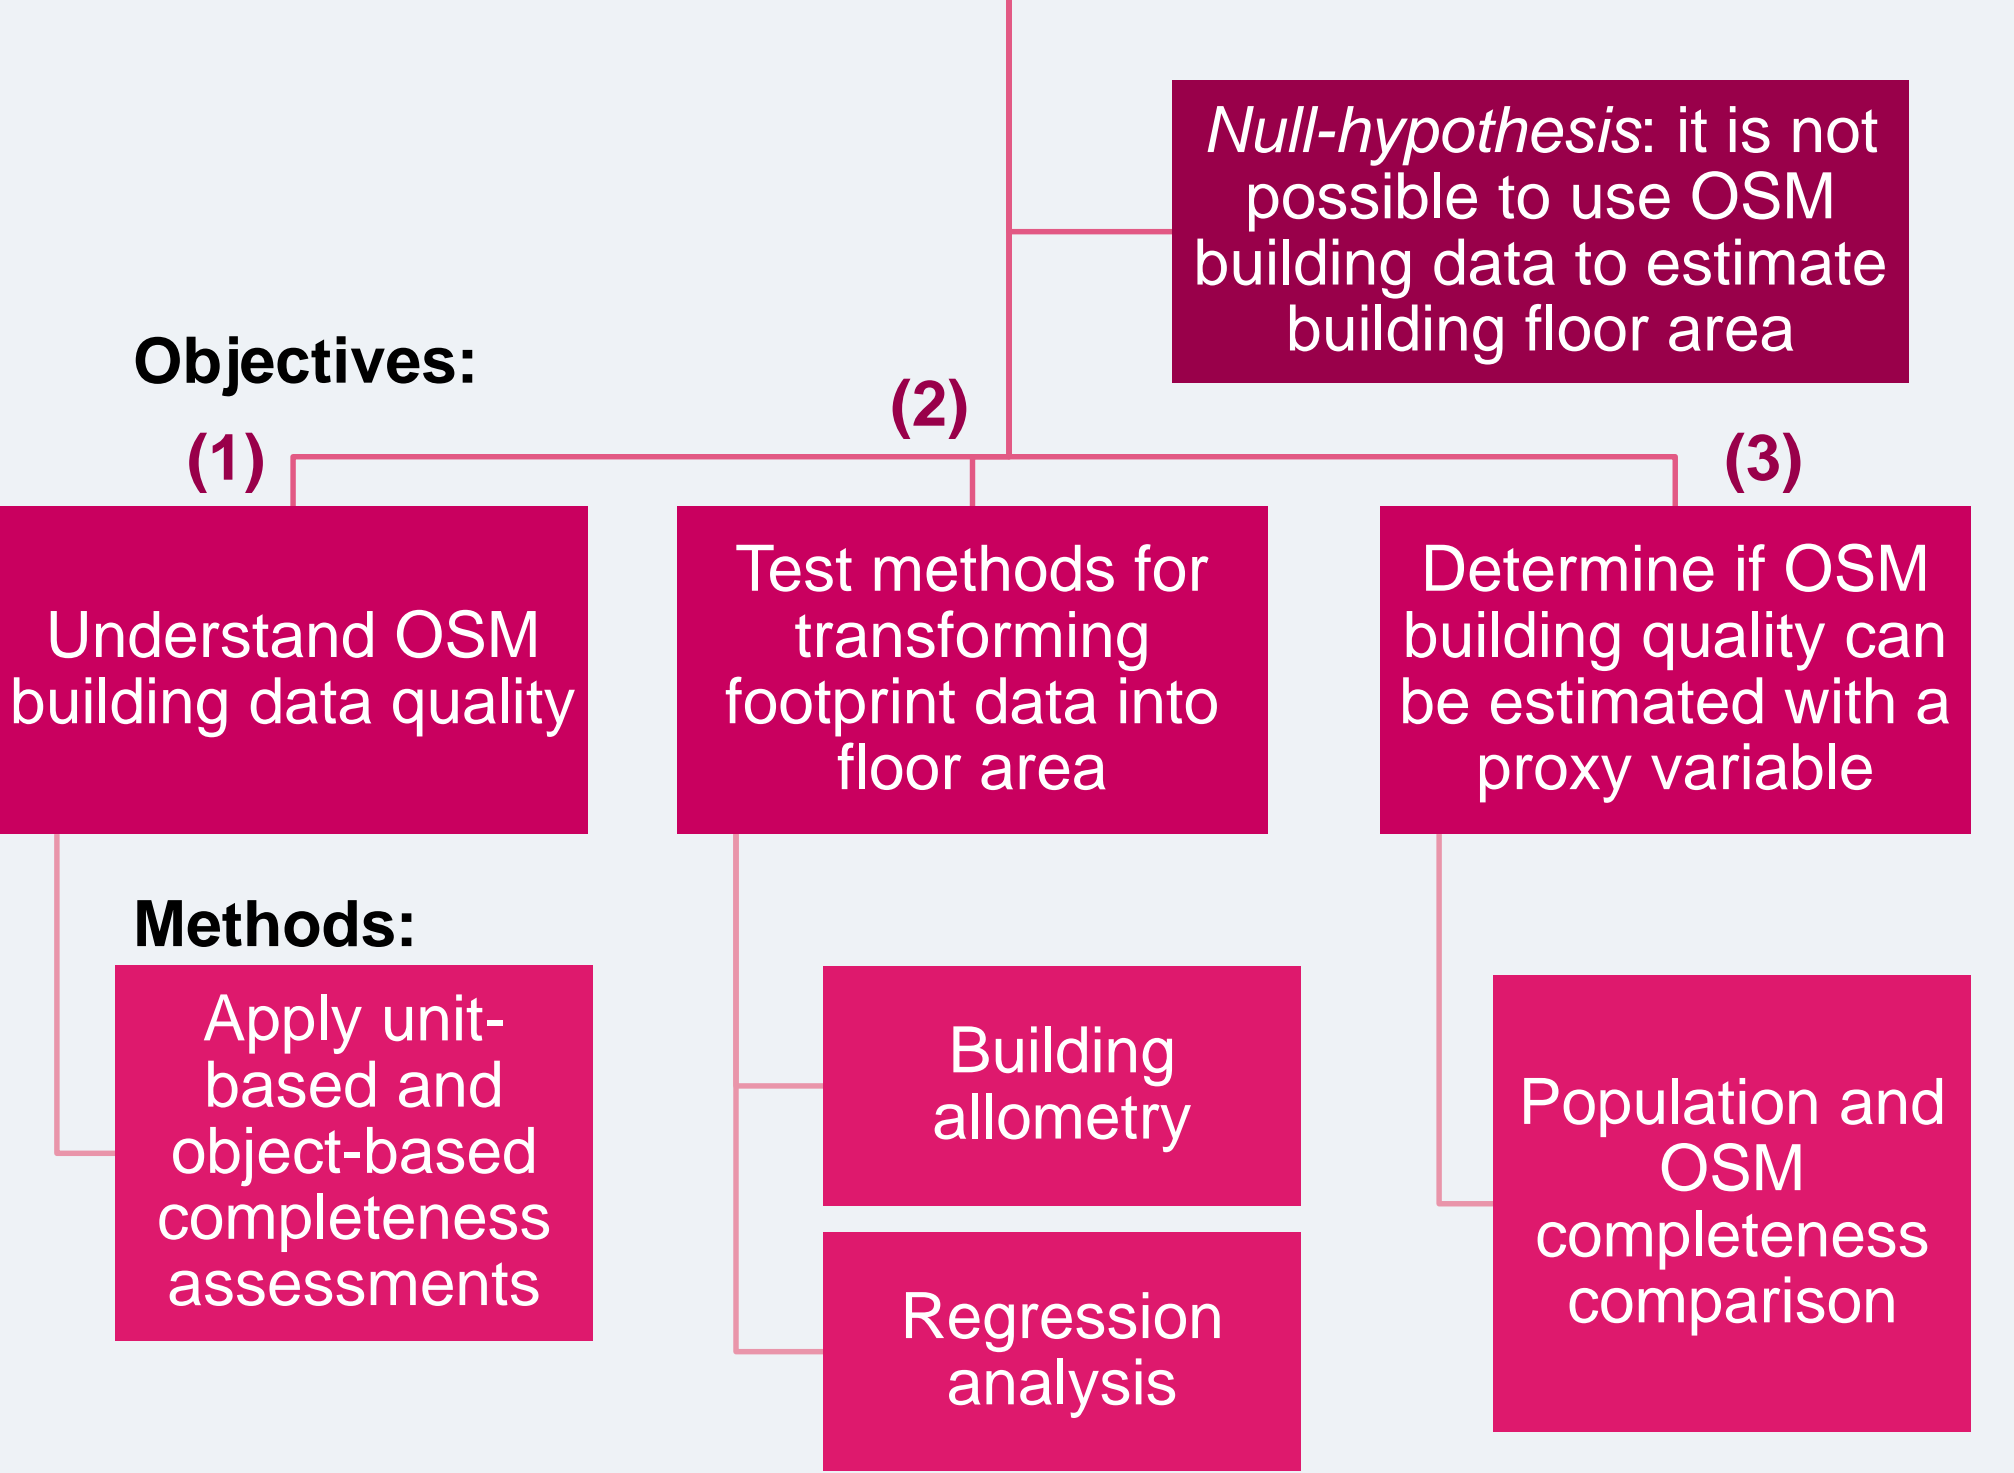 Null-hypothesis: it is not
possible to use OSM
building data to estimate
building floor area
Objectives:
(1)
(2)
(3)
Understand OSM
building data quality
Test methods for
transforming
footprint data into
floor area
Determine if OSM
building quality can
be estimated with a
proxy variable
Methods:
Apply unit-
based and
object-based
completeness
assessments
Building
allometry
Regression
analysis
Population and
OSM
completeness
comparison